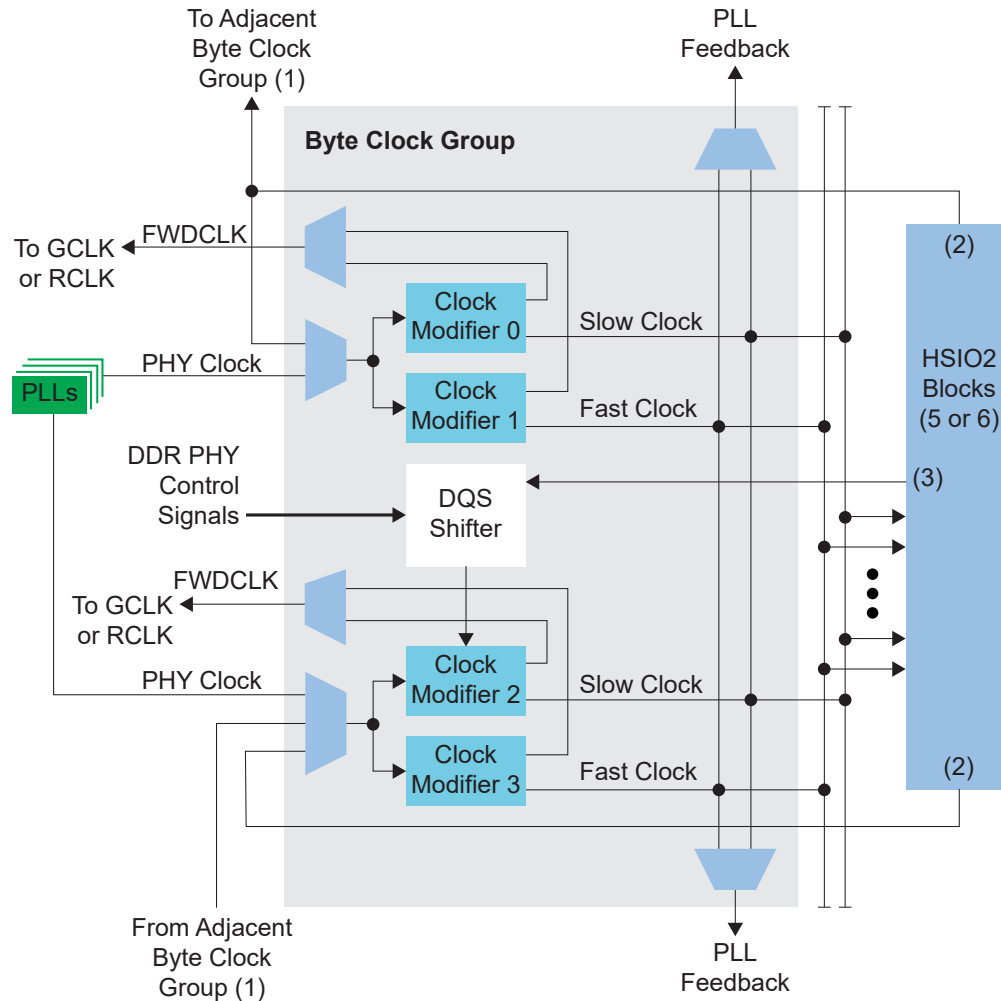 To Adjacent
Byte Clock
Group (1)
PLL
Feedback
Byte Clock Group
FWDCLK
To GCLK
or RCLK
(2)
Clock
Modifier 0
Slow Clock
PHY Clock
PLLs
HSIO2
Blocks
(5 or 6)
Clock
Modifier 1
Fast Clock
DDR PHY
Control
Signals
DQS
Shifter
(3)
FWDCLK
To GCLK
or RCLK
Clock
Modifier 2
PHY Clock
Slow Clock
Clock
Modifier 3
Fast Clock
(2)
From Adjacent
Byte Clock
Group (1)
PLL
Feedback